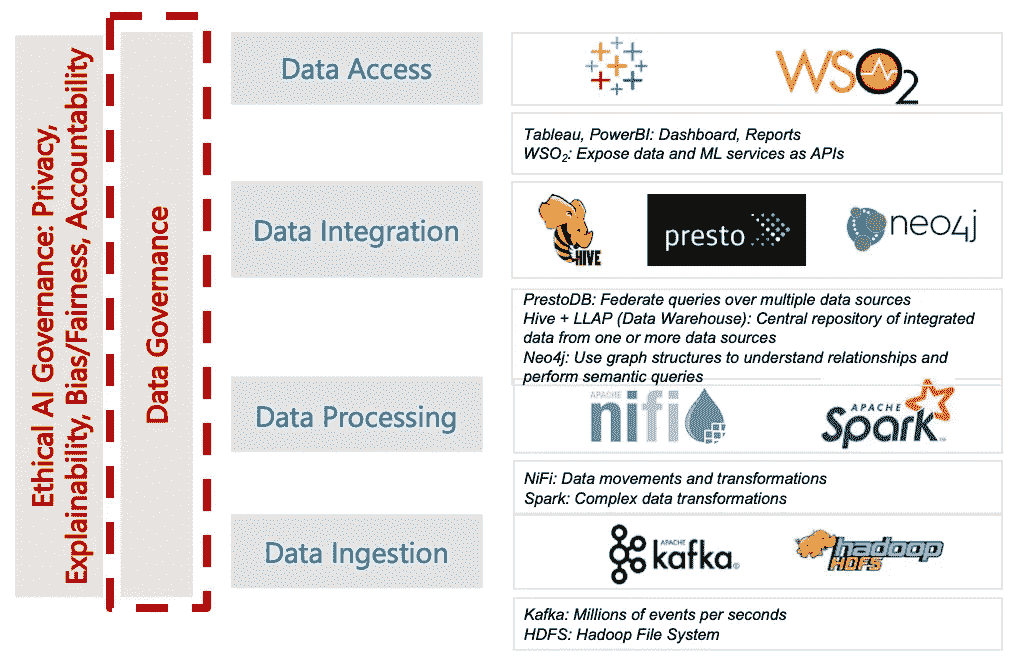 Ethical AI Governance: Privacy,
Explainability, Bias/Fairness, Accountability
Data Governance
Data Access
WSO2
Tableau, PowerBI: Dashboard, Reports
WSO2: Expose data and ML services as APIs
Data Integration
HIVE
presto
neo4j
PrestoDB: Federate queries over multiple data sources
Hive + LLAP (Data Warehouse): Central repository of integrated
data from one or more data sources
Neo4j: Use graph structures to understand relationships and
perform semantic queries
Data Processing
APACHE
nifi
APACHE
Spark
NiFi: Data movements and transformations
Spark: Complex data transformations
Data Ingestion
APACHE
kafka®
hadoop
HDFS
Kafka: Millions of events per seconds
HDFS: Hadoop File System